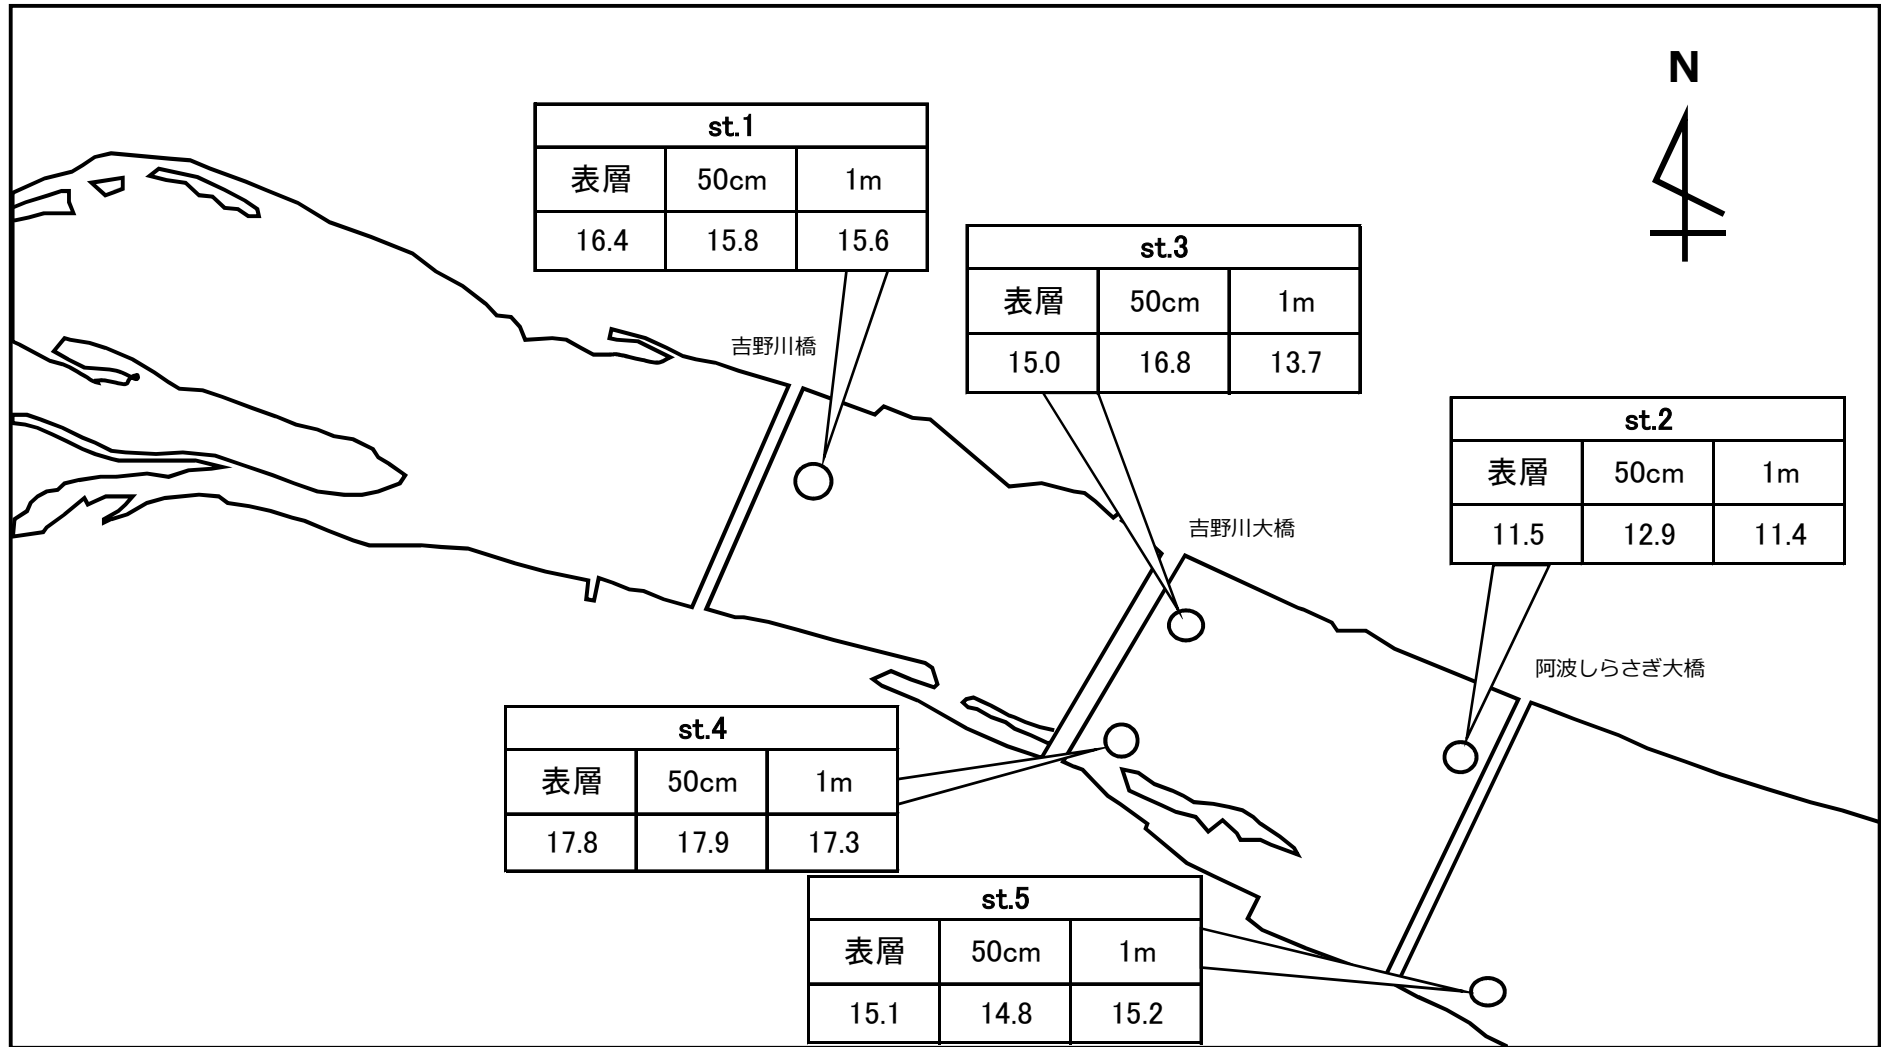 N
st.1
表層 50cm 1m
16.4 15.8 15.6
st.3
表層 50cm 1m
15.0 16.8 13.7
吉野川橋
st.2
表層 50cm 1m
11.5 12.9 11.4
吉野川大橋
阿波しらさぎ大橋
st.4
表層 50cm 1m
17.8 17.9 17.3
st.5
表層 50cm 1m
15.1 14.8 15.2